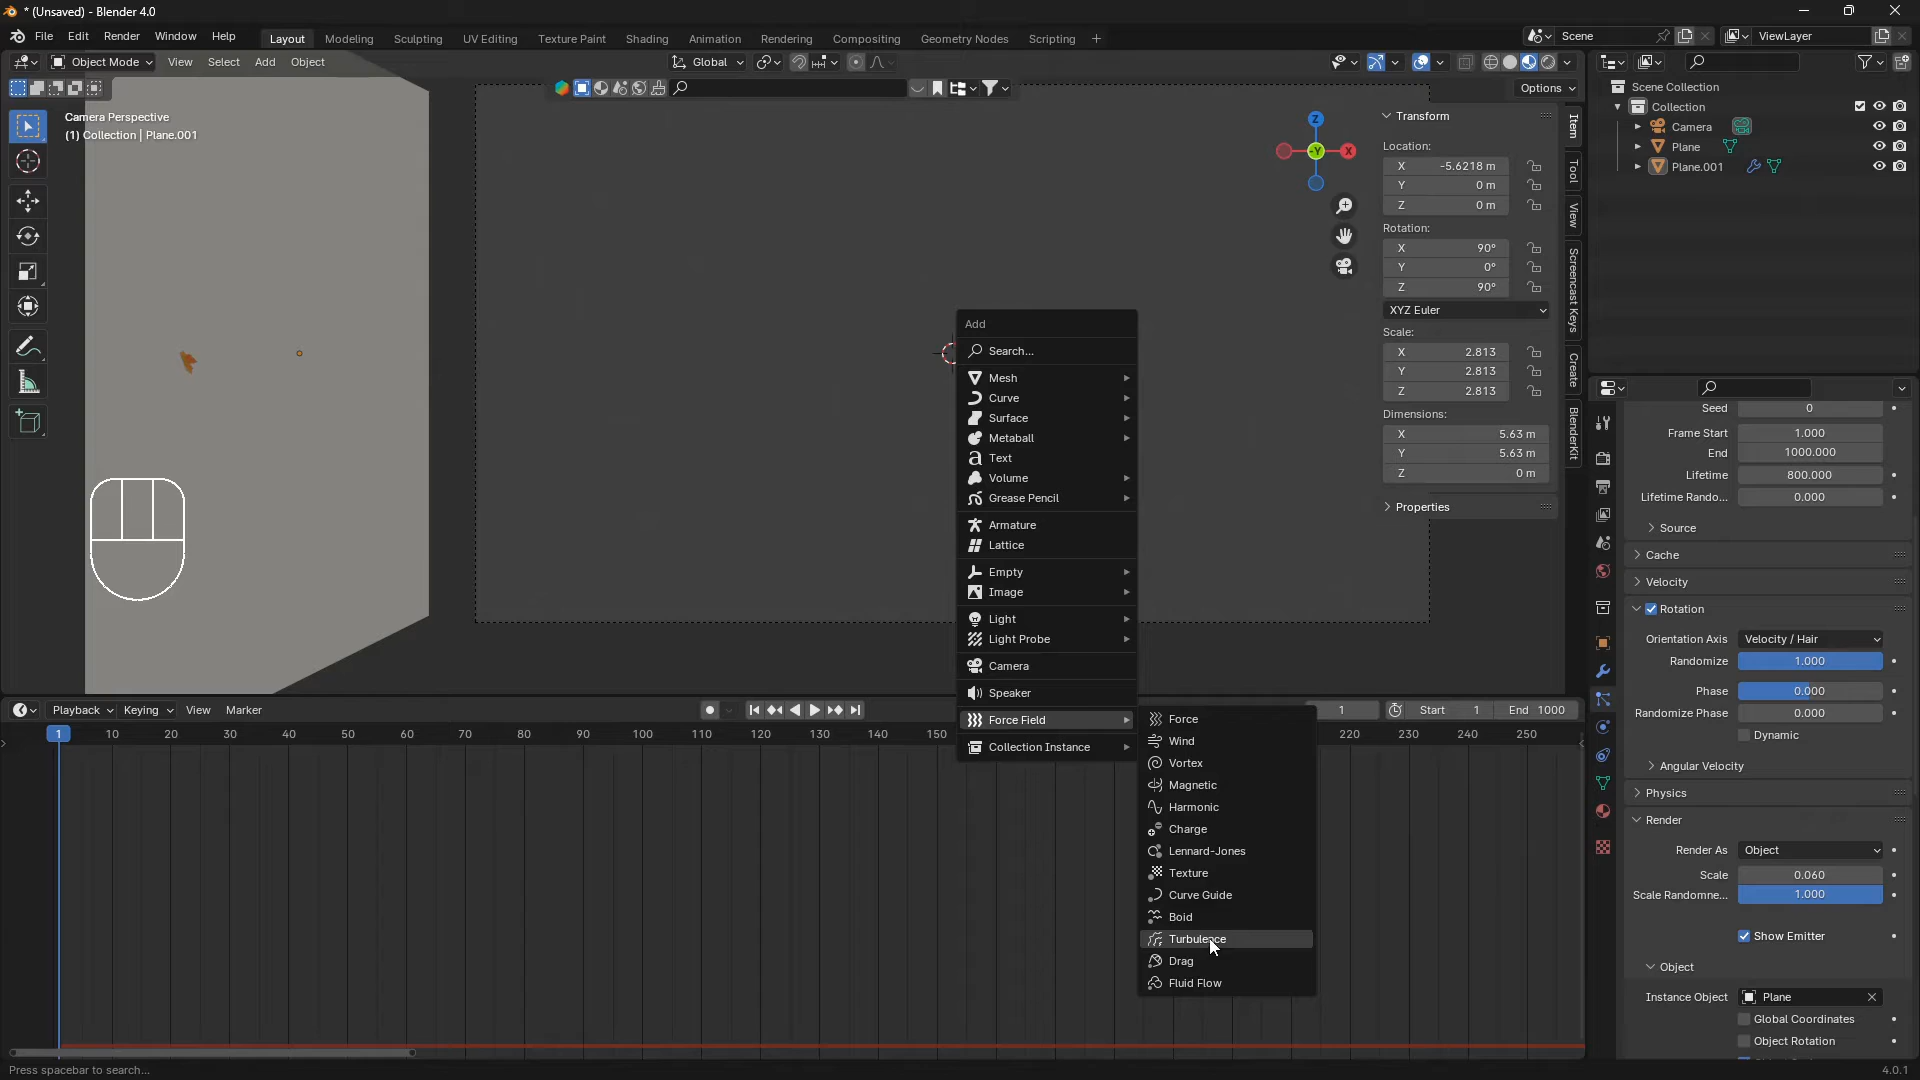 * (Unsaved) - Blender 4.0
File Edit Render Window Help
Layout Modeling Sculpting UV Editing Texture Paint Shading Animation Rendering Compositing Geometry Nodes Scripting +
Scene
ViewLayer
Object Mode View Select Add Object
Global
Options
Camera Perspective
(1) Collection | Plane.001
Z
-Y
X
Transform
Location:
X -5.6218 m
Y 0 m
Z 0 m
Rotation:
X 90°
Y 0°
Z 90°
XYZ Euler
Scale:
X 2.813
Y 2.813
Z 2.813
Dimensions:
X 5.63 m
Y 5.63 m
Z 0 m
Properties
Item
Tool
View
Screencast Keys
Create
BlenderKit
Scene Collection
Collection
Camera
Plane
Plane.001
Add
Search...
Mesh
Curve
Surface
Metaball
Text
Volume
Grease Pencil
Armature
Lattice
Empty
Image
Light
Light Probe
Camera
Speaker
Force Field
Collection Instance
Force
Wind
Vortex
Magnetic
Harmonic
Charge
Lennard-Jones
Texture
Curve Guide
Boid
Turbulence
Drag
Fluid Flow
Seed 0
Frame Start 1.000
End 1000.000
Lifetime 800.000
Lifetime Rando... 0.000
Source
Cache
Velocity
Rotation
Orientation Axis Velocity / Hair
Randomize 1.000
Phase 0.000
Randomize Phase 0.000
Dynamic
Angular Velocity
Physics
Render
Render As Object
Scale 0.060
Scale Randomne... 1.000
Show Emitter
Object
Instance Object Plane
Global Coordinates
Object Rotation
Playback Keying View Marker
1 Start 1 End 1000
1 10 20 30 40 50 60 70 80 90 100 110 120 130 140 150 220 230 240 250
Press spacebar to search...
4.0.1